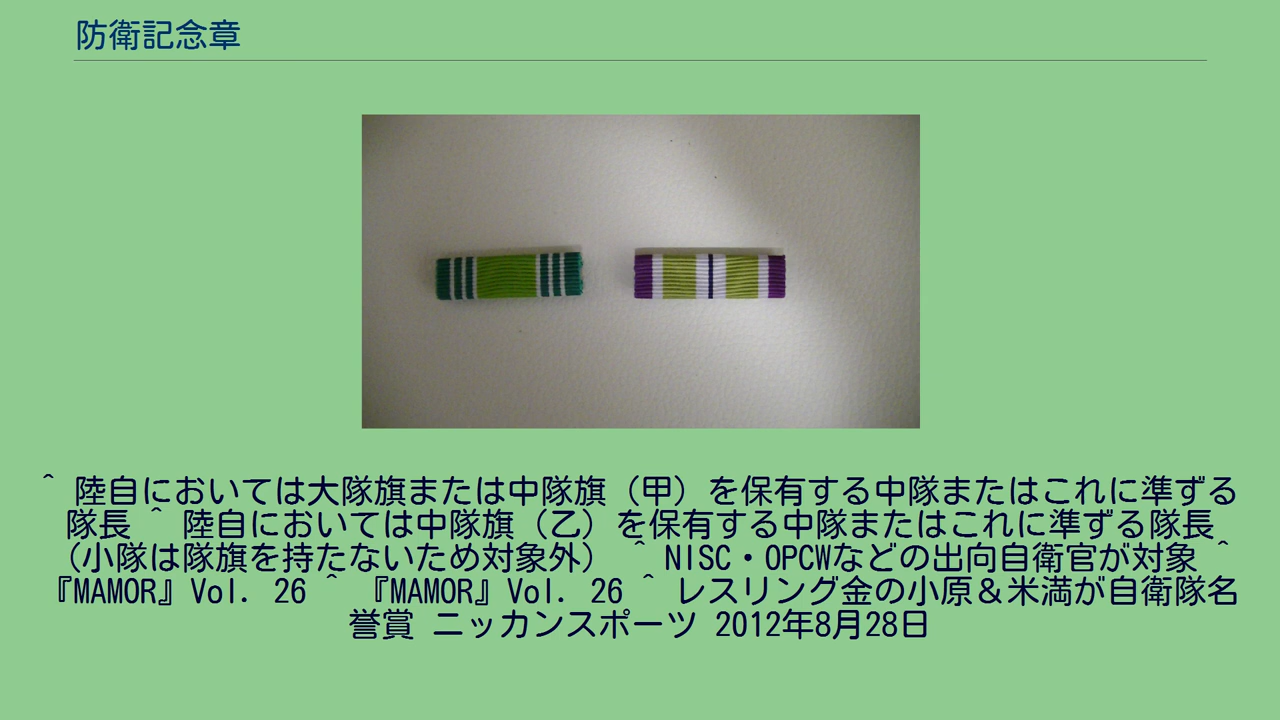 防衛記念章
^ 陸自においては大隊旗または中隊旗（甲）を保有する中隊またはこれに準ずる
隊長 ^ 陸自においては中隊旗（乙）を保有する中隊またはこれに準ずる隊長
（小隊は隊旗を持たないため対象外） ^ NISC・OPCWなどの出向自衛官が対象 ^
『MAMOR』Vol. 26 ^ 『MAMOR』Vol. 26 ^ レスリング金の小原＆米満が自衛隊名
誉賞 ニッカンスポーツ 2012年8月28日